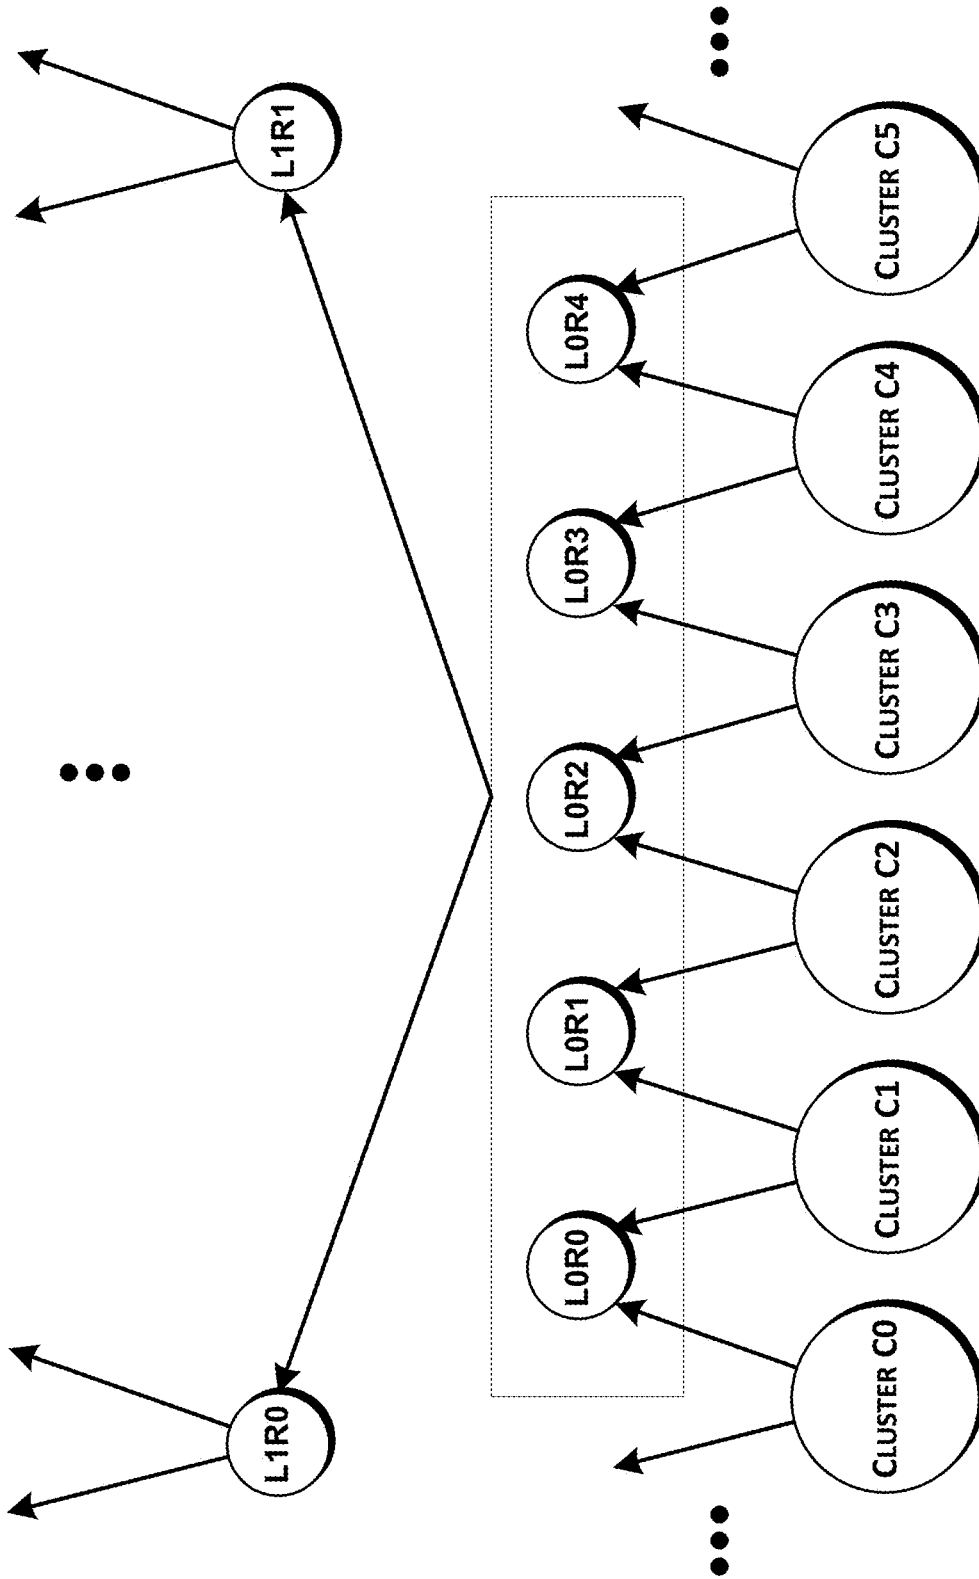 L1R0
L1R1
L0R0
L0R1
L0R2
L0R3
L0R4
CLUSTER C0
CLUSTER C1
CLUSTER C2
CLUSTER C3
CLUSTER C4
CLUSTER C5